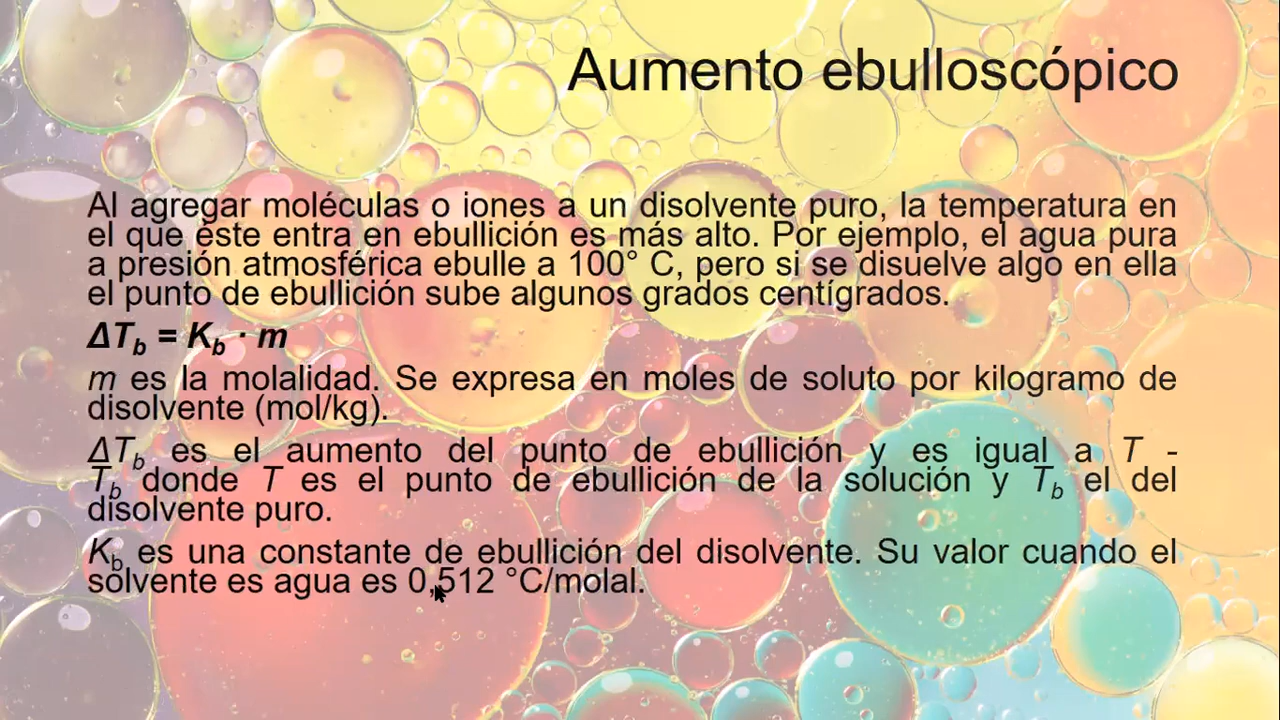 Aumento ebulloscópico
Al agregar moléculas o iones a un disolvente puro, la temperatura en
el que éste entra en ebullición es más alto. Por ejemplo, el agua pura
a presión atmosférica ebulle a 100° C, pero si se disuelve algo en ella
el punto de ebullición sube algunos grados centígrados.
ΔTb = Kb · m
m es la molalidad. Se expresa en moles de soluto por kilogramo de
disolvente (mol/kg).
ΔTb es el aumento del punto de ebullición y es igual a T -
Tb donde T es el punto de ebullición de la solución y Tb el del
disolvente puro.
Kb es una constante de ebullición del disolvente. Su valor cuando el
solvente es agua es 0,512 °C/molal.